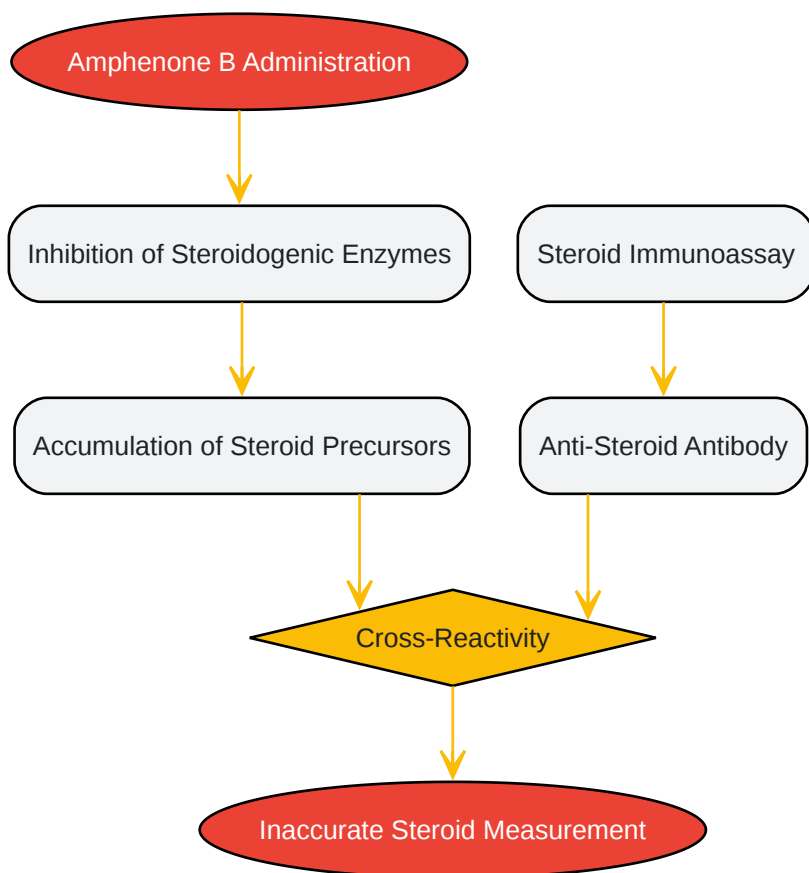 Amphenone B Administration
Inhibition of Steroidogenic Enzymes
Steroid Immunoassay
Accumulation of Steroid Precursors
Anti-Steroid Antibody
Cross-Reactivity
Inaccurate Steroid Measurement